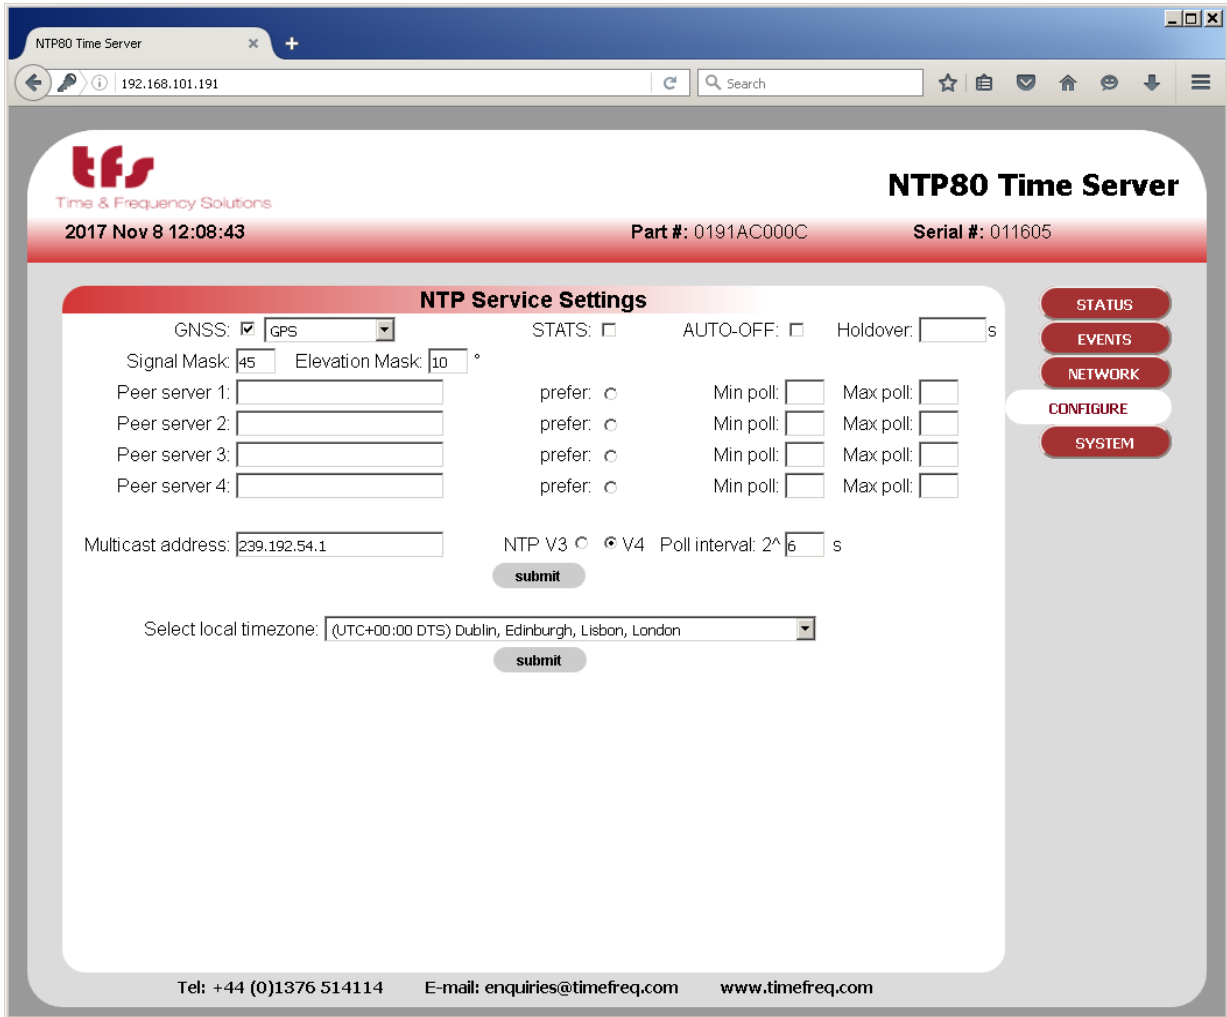 NTP80 Time Server
192.168.101.191
Search
tfs
Time & Frequency Solutions
NTP80 Time Server
2017 Nov 8 12:08:43 Part #: 0191AC000C Serial #: 011605
NTP Service Settings
GNSS: GPS STATS: AUTO-OFF: Holdover: s
Signal Mask: 45 Elevation Mask: 10 °
Peer server 1: prefer: Min poll: Max poll:
Peer server 2: prefer: Min poll: Max poll:
Peer server 3: prefer: Min poll: Max poll:
Peer server 4: prefer: Min poll: Max poll:
Multicast address: 239.192.54.1 NTP V3 V4 Poll interval: 2^ 6 s
submit
Select local timezone: (UTC+00:00 DTS) Dublin, Edinburgh, Lisbon, London
submit
STATUS
EVENTS
NETWORK
CONFIGURE
SYSTEM
Tel: +44 (0)1376 514114 E-mail: enquiries@timefreq.com www.timefreq.com